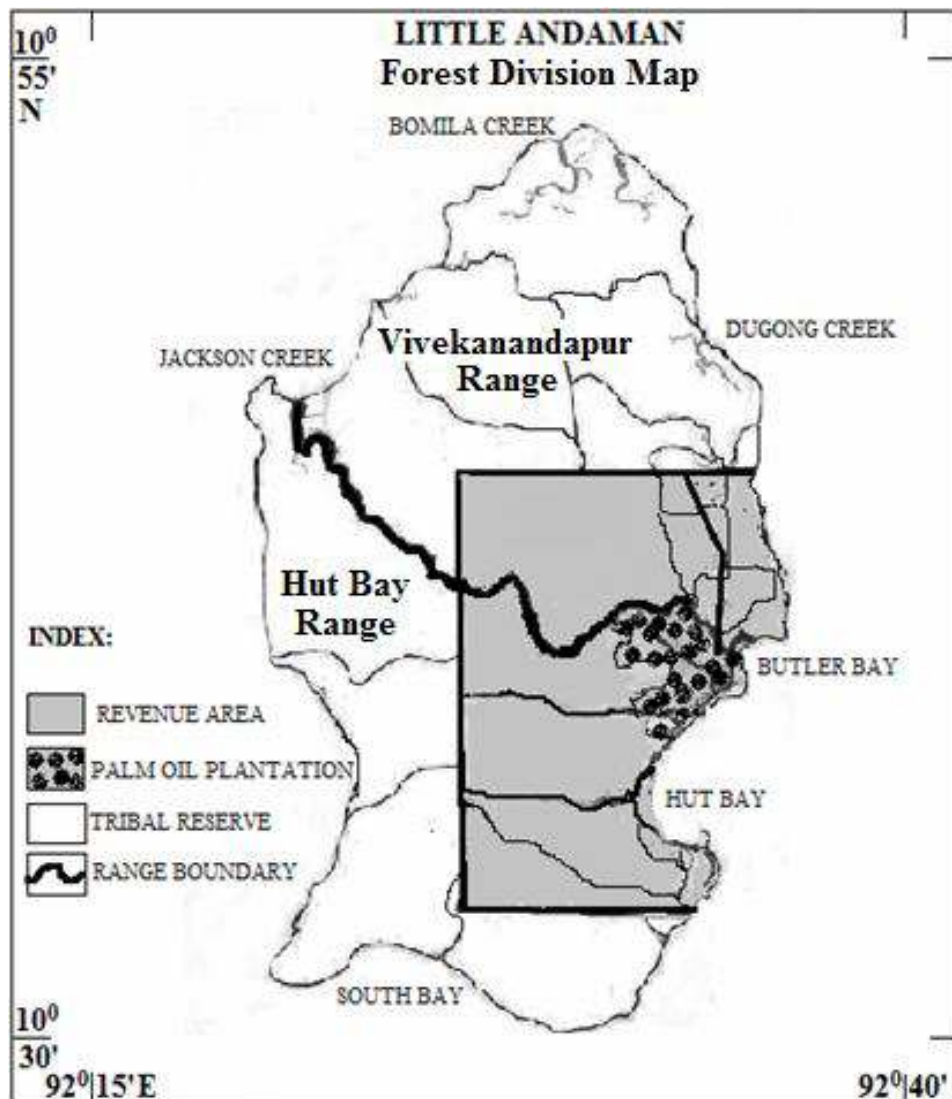 LITTLE ANDAMAN
Forest Division Map
10⁰
55'
N
92⁰|40'
BOMILA CREEK
DUGONG CREEK
JACKSON CREEK
Vivekanandapur
Range
Hut Bay
Range
INDEX:
REVENUE AREA
PALM OIL PLANTATION
TRIBAL RESERVE
RANGE BOUNDARY
BUTLER BAY
HUT BAY
SOUTH BAY
10⁰
30'
92⁰|15'E
92⁰|40'